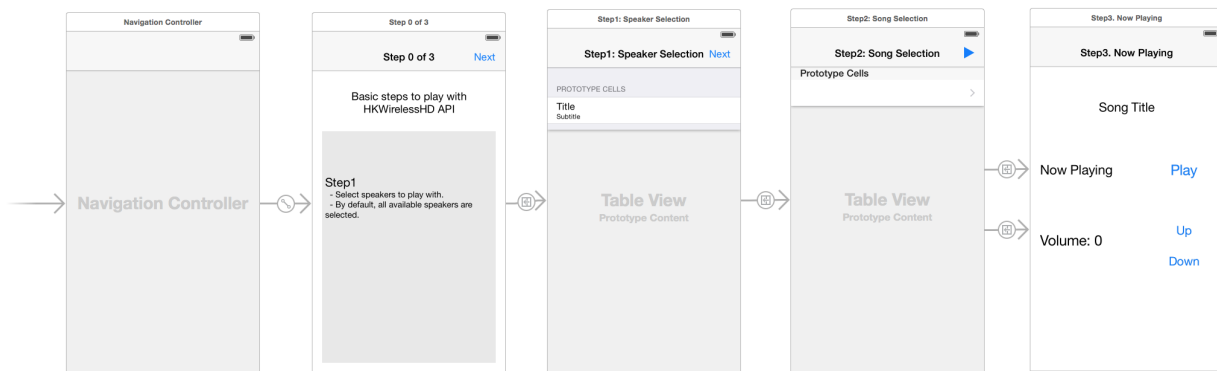 Navigation Controller
Navigation Controller
Step 0 of 3
Step 0 of 3
Next
Basic steps to play with
HKWirelessHD API
Step1
- Select speakers to play with.
- By default, all available speakers are
selected.
Step1: Speaker Selection
Step1: Speaker Selection
Next
PROTOTYPE CELLS
Title
Subtitle
Table View
Prototype Content
Step2: Song Selection
Step2: Song Selection
Prototype Cells
Table View
Prototype Content
Step3. Now Playing
Step3. Now Playing
Song Title
Now Playing
Play
Volume: 0
Up
Down